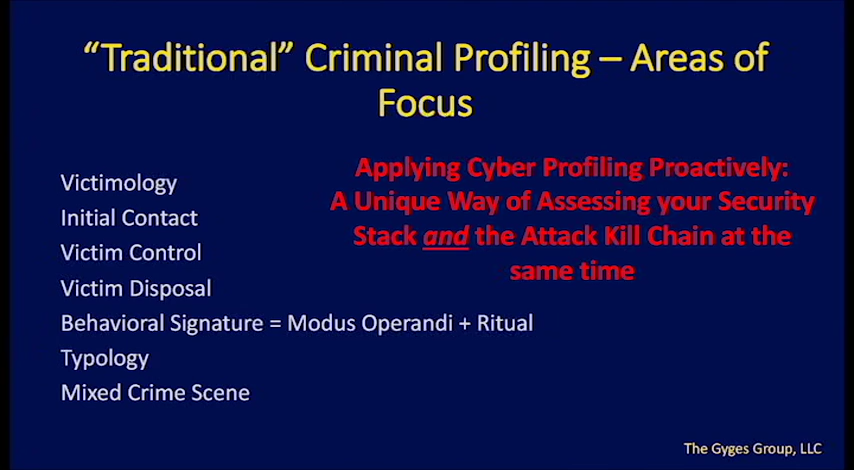 “Traditional” Criminal Profiling – Areas of
Focus
Applying Cyber Profiling Proactively:
A Unique Way of Assessing your Security
Stack and the Attack Kill Chain at the
same time
Victimology
Initial Contact
Victim Control
Victim Disposal
Behavioral Signature = Modus Operandi + Ritual
Typology
Mixed Crime Scene
The Gyges Group, LLC